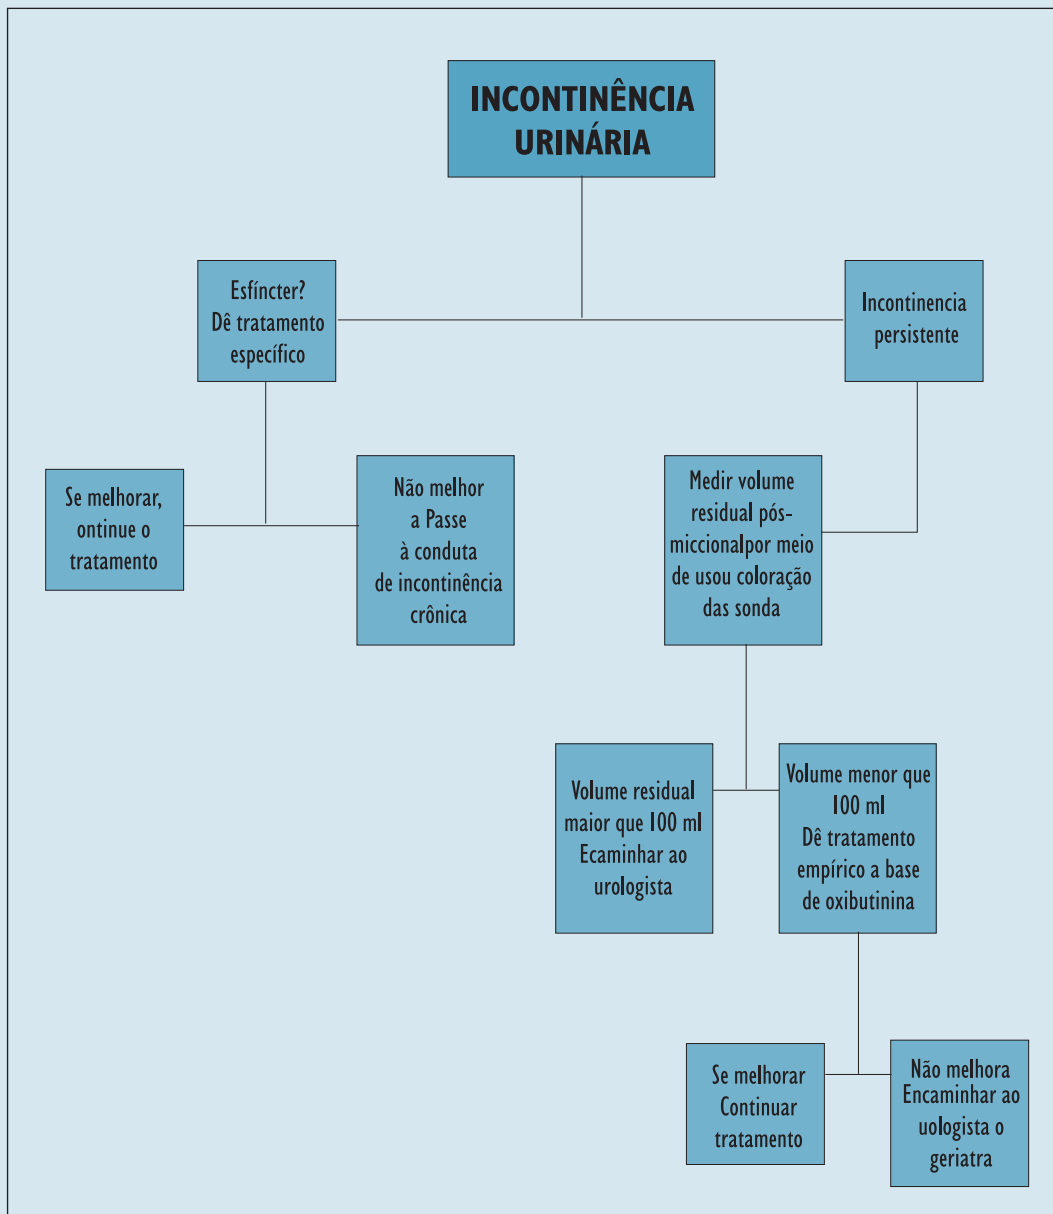 INCONTINÊNCIA
URINÁRIA
Esfíncter?
Dê tratamento
específico
Incontinencia
persistente
Se melhorar,
ontinue o
tratamento
Não melhor
a Passe
à conduta
de incontinência
crônica
Medir volume
residual pós-
miccionalpor meio
de usou coloração
das sonda
Volume residual
maior que 100 ml
Ecaminhar ao
urologista
Volume menor que
100 ml
Dê tratamento
empírico a base
de oxibutinina
Se melhorar
Continuar
tratamento
Não melhora
Encaminhar ao
uologista o
geriatra